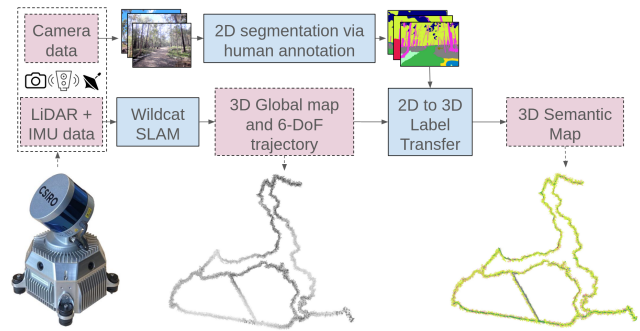 Camera
data
2D segmentation via
human annotation
LiDAR +
IMU data
Wildcat
SLAM
3D Global map
and 6-DoF
trajectory
2D to 3D
Label
Transfer
3D Semantic
Map
CSIRO